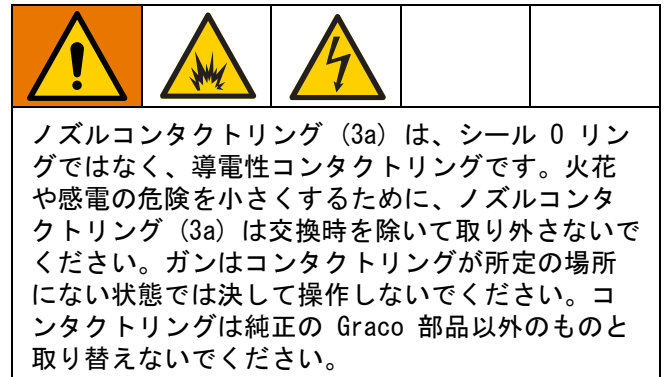 ノズルコンタクトリング (3a) は、シール O リン
グではなく、導電性コンタクトリングです。火花
や感電の危険を小さくするために、ノズルコンタ
クトリング (3a) は交換時を除いて取り外さないで
ください。ガンはコンタクトリングが所定の場所
にない状態では決して操作しないでください。コ
ンタクトリングは純正の Graco 部品以外のものと
取り替えないでください。